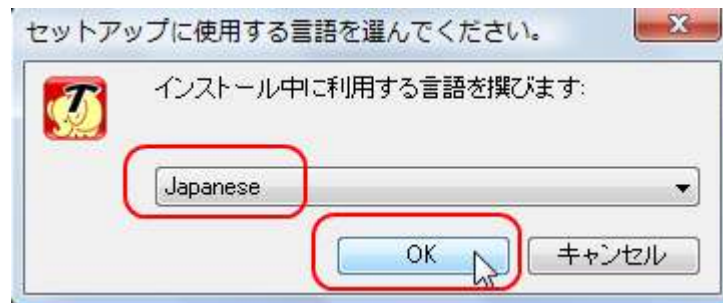 セットアップに使用する言語を選んでください。
インストール中に利用する言語を撰びます:
Japanese
OK
キャンセル